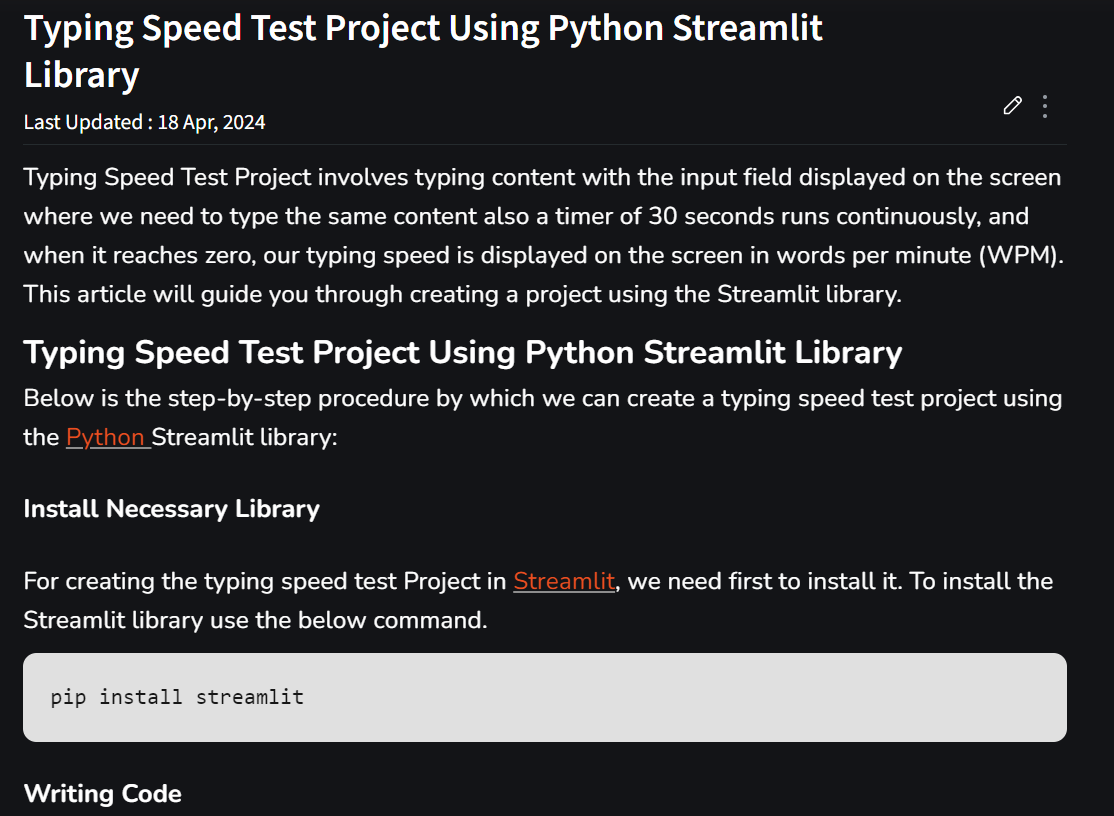 Typing Speed Test Project Using Python Streamlit
Library
Last Updated : 18 Apr, 2024
Typing Speed Test Project involves typing content with the input field displayed on the screen
where we need to type the same content also a timer of 30 seconds runs continuously, and
when it reaches zero, our typing speed is displayed on the screen in words per minute (WPM).
This article will guide you through creating a project using the Streamlit library.
Typing Speed Test Project Using Python Streamlit Library
Below is the step-by-step procedure by which we can create a typing speed test project using
the Python Streamlit library:
Install Necessary Library
For creating the typing speed test Project in Streamlit, we need first to install it. To install the
Streamlit library use the below command.
pip install streamlit
Writing Code